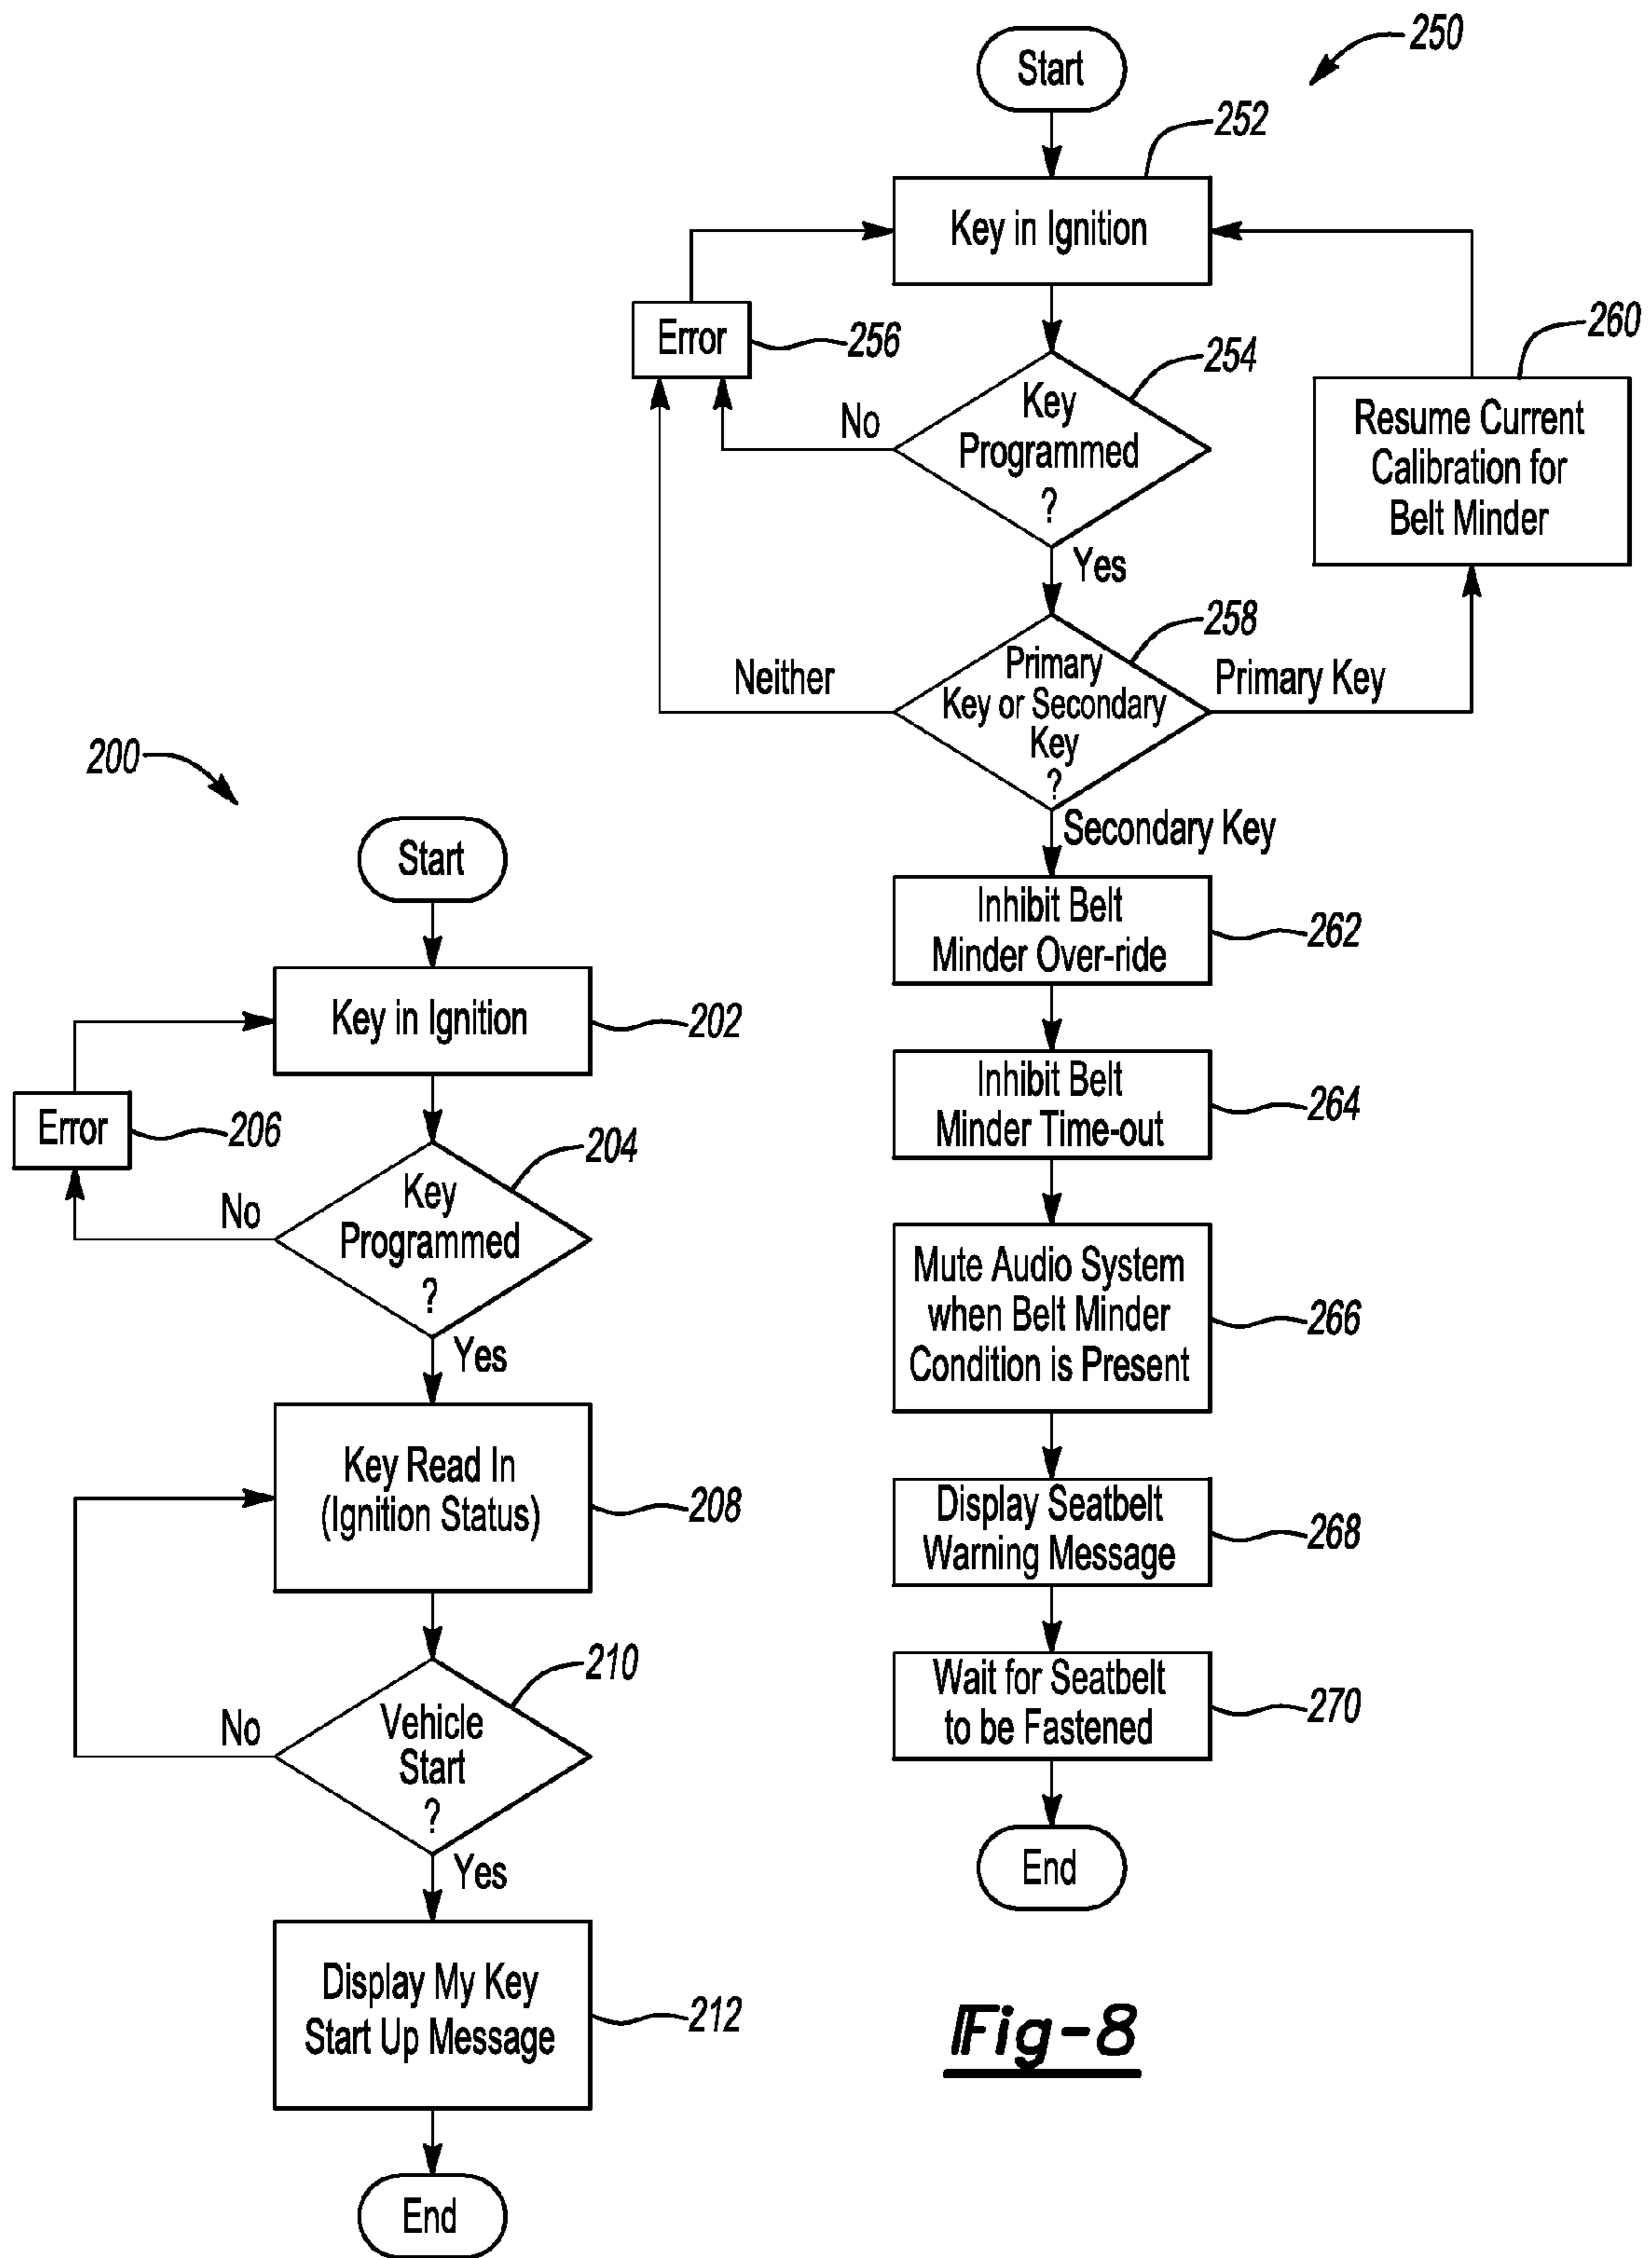 250
Start
252
Key in Ignition
Error
256
254
Key
Programmed
?
No
Yes
260
Resume Current
Calibration for
Belt Minder
258
Primary
Key or Secondary
Key
?
Neither
Primary Key
Secondary Key
Inhibit Belt
Minder Over-ride
262
Inhibit Belt
Minder Time-out
264
Mute Audio System
when Belt Minder
Condition is Present
266
Display Seatbelt
Warning Message
268
Wait for Seatbelt
to be Fastened
270
End
Fig-8
200
Start
Key in Ignition
202
Error
206
204
Key
Programmed
?
No
Yes
Key Read In
(Ignition Status)
208
210
Vehicle
Start
?
No
Yes
Display My Key
Start Up Message
212
End